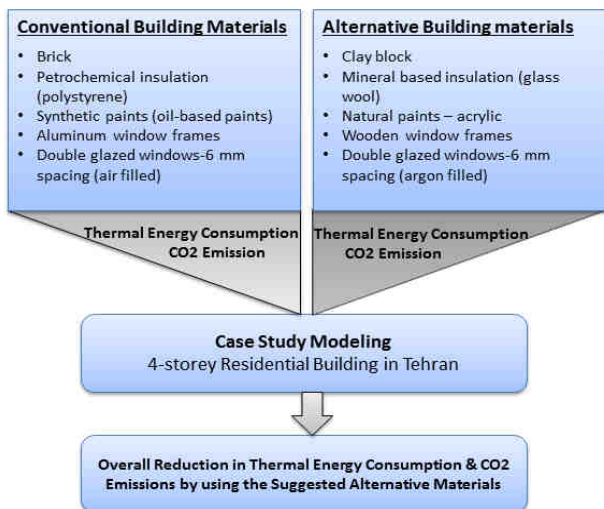 Conventional Building Materials
• Brick
• Petrochemical insulation
(polystyrene)
• Synthetic paints (oil-based paints)
• Aluminum window frames
• Double glazed windows-6 mm
spacing (air filled)
Alternative Building materials
• Clay block
• Mineral based insulation (glass
wool)
• Natural paints – acrylic
• Wooden window frames
• Double glazed windows-6 mm
spacing (argon filled)
Thermal Energy Consumption
CO2 Emission
Thermal Energy Consumption
CO2 Emission
Case Study Modeling
4-storey Residential Building in Tehran
Overall Reduction in Thermal Energy Consumption & CO2
Emissions by using the Suggested Alternative Materials